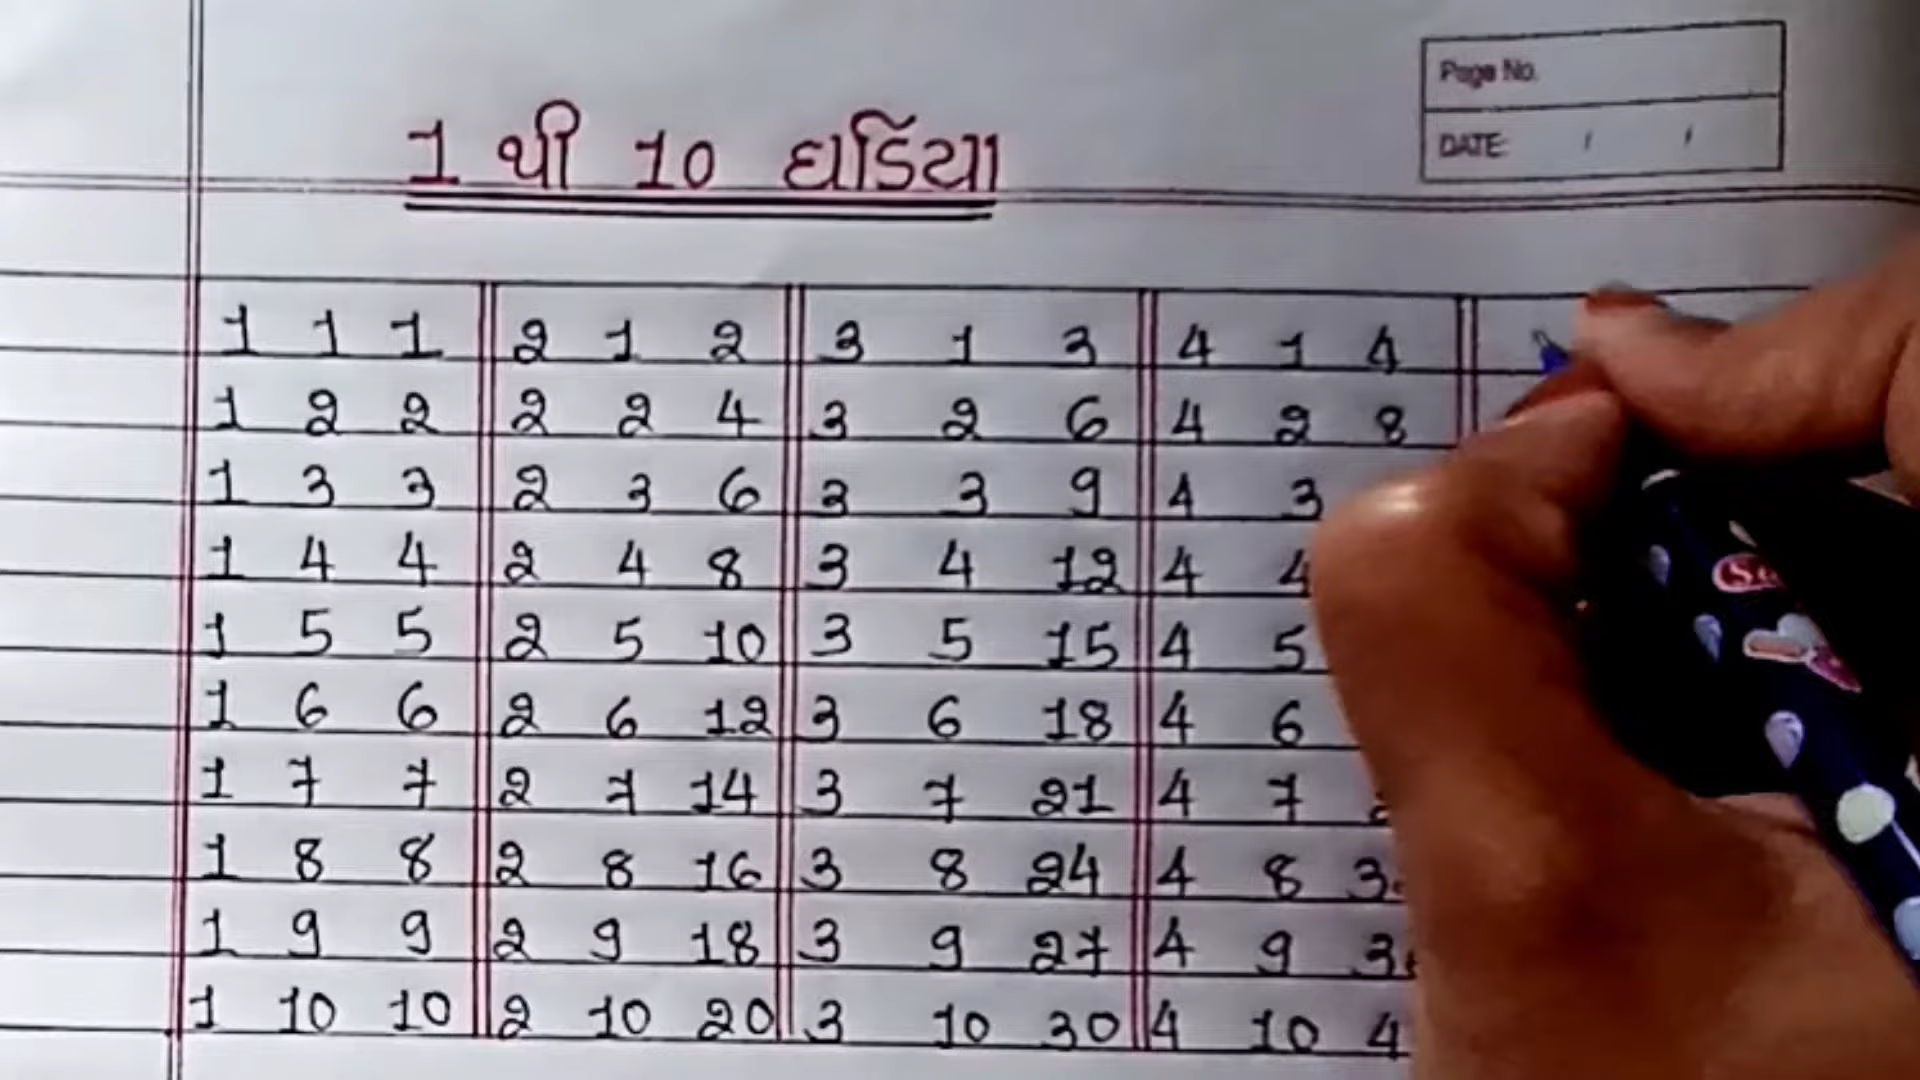 Page No.
DATE: / /
1 થી 10 ઘડિયા
1 1 1 2 1 2 3 1 3 4 1 4
1 2 2 2 2 4 3 2 6 4 2 8
1 3 3 2 3 6 3 3 9 4 3
1 4 4 2 4 8 3 4 12 4 4
1 5 5 2 5 10 3 5 15 4 5
1 6 6 2 6 12 3 6 18 4 6
1 7 7 2 7 14 3 7 21 4 7
1 8 8 2 8 16 3 8 24 4 8 3
1 9 9 2 9 18 3 9 27 4 9 3
1 10 10 2 10 20 3 10 30 4 10 4